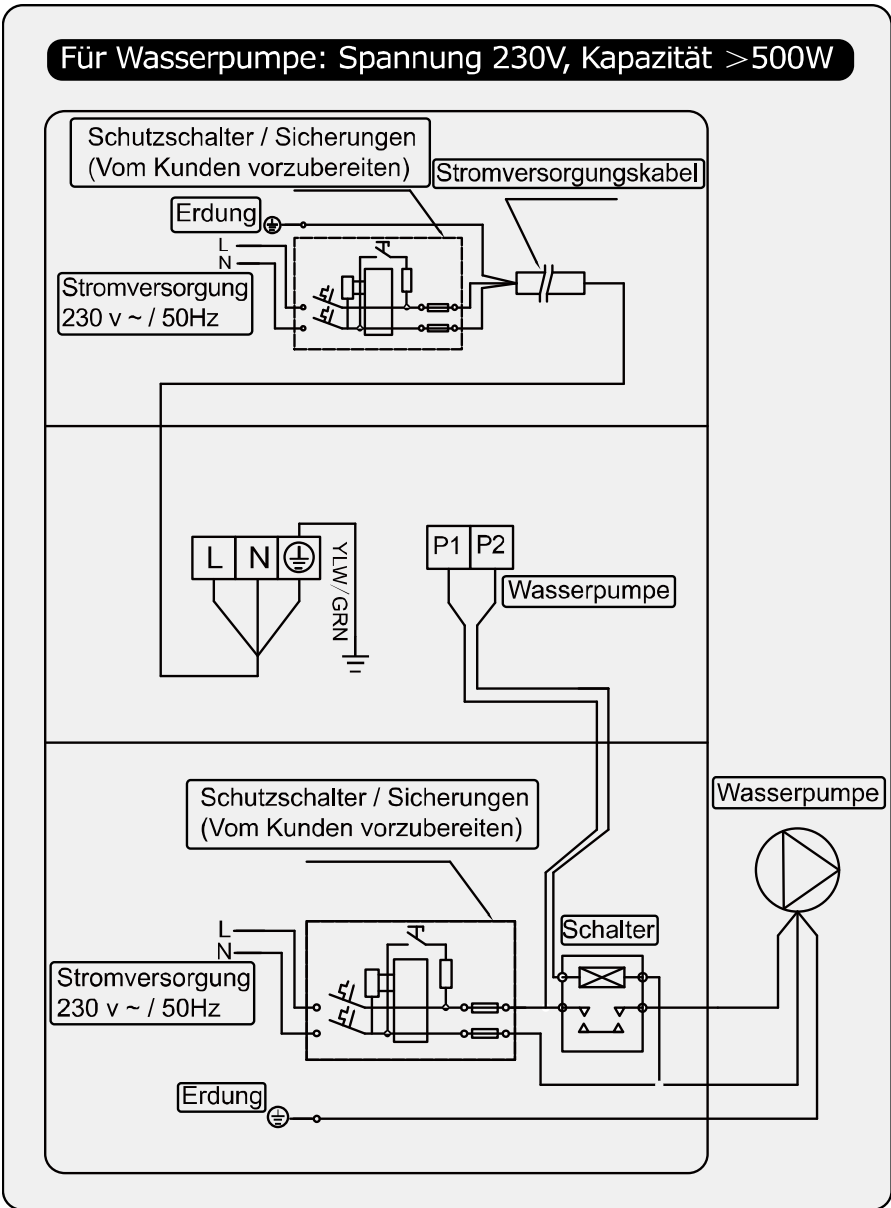 Für Wasserpumpe: Spannung 230V, Kapazität >500W
Schutzschalter / Sicherungen
(Vom Kunden vorzubereiten)
Stromversorgungskabel
Erdung
L
N
Stromversorgung
230 v ~ / 50Hz
L N
YLW/GRN
P1 P2
Wasserpumpe
Schutzschalter / Sicherungen
(Vom Kunden vorzubereiten)
Wasserpumpe
L
N
Schalter
Stromversorgung
230 v ~ / 50Hz
Erdung